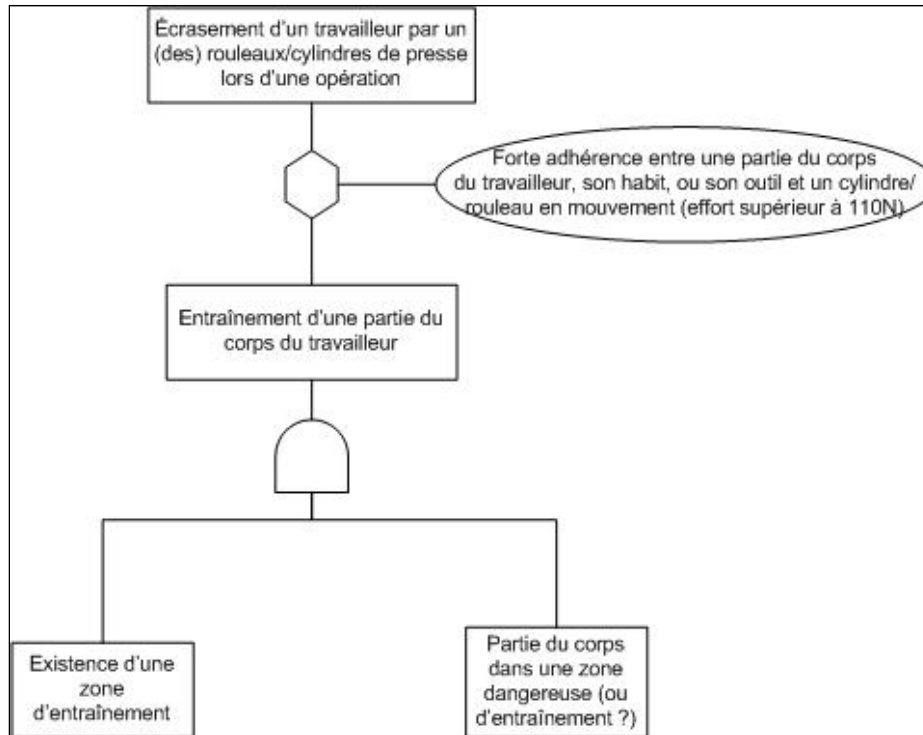 Écrasement d'un travailleur par un
(des) rouleaux/cylindres de presse
lors d'une opération
Forte adhérence entre une partie du corps
du travailleur, son habit, ou son outil et un cylindre/
rouleau en mouvement (effort supérieur à 110N)
Entraînement d'une partie du
corps du travailleur
Existence d'une
zone
d'entraînement
Partie du corps
dans une zone
dangereuse (ou
d'entraînement ?)